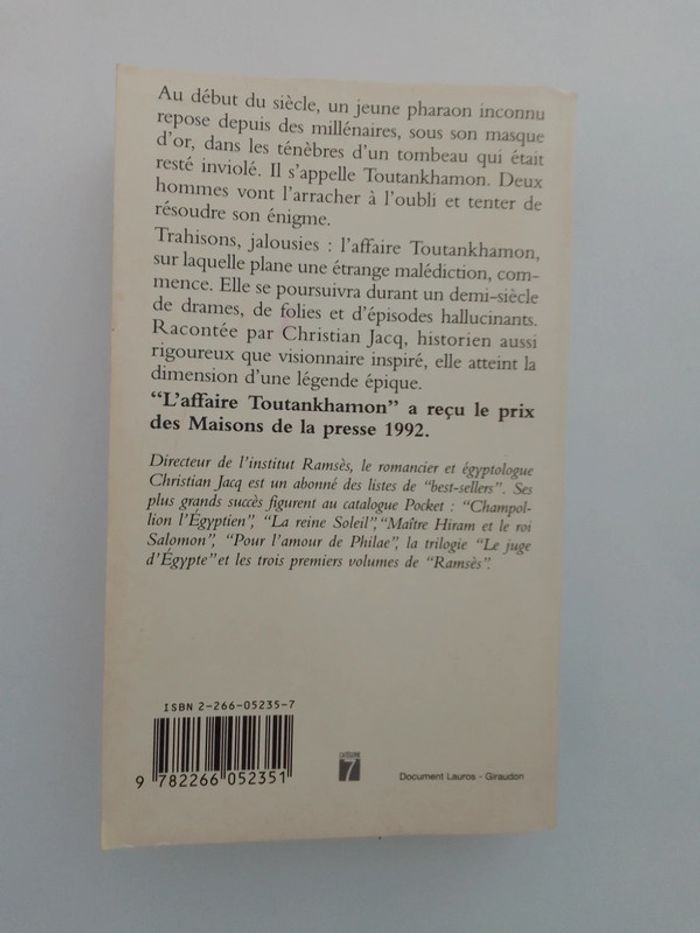 Au début du siècle, un jeune pharaon inconnu
repose depuis des millénaires, sous son masque
d'or, dans les ténèbres d'un tombeau qui était
resté inviolé. Il s'appelle Toutankhamon. Deux
hommes vont l'arracher à l'oubli et tenter de
résoudre son énigme.
Trahisons, jalousies : l'affaire Toutankhamon,
sur laquelle plane une étrange malédiction, com-
mence. Elle se poursuivra durant un demi-siècle
de drames, de folies et d'épisodes hallucinants.
Racontée par Christian Jacq, historien aussi
rigoureux que visionnaire inspiré, elle atteint la
dimension d'une légende épique.
"L'affaire Toutankhamon" a reçu le prix
des Maisons de la presse 1992.
Directeur de l'institut Ramsès, le romancier et égyptologue
Christian Jacq est un abonné des listes de "best-sellers". Ses
plus grands succès figurent au catalogue Pocket : "Champol-
lion l'Égyptien", "La reine Soleil", "Maître Hiram et le roi
Salomon", "Pour l'amour de Philae", la trilogie "Le juge
d'Égypte" et les trois premiers volumes de "Ramsès".
ISBN 2-266-05235-7
9 782266 052351
CATÉGORIE
7
Document Lauros - Giraudon